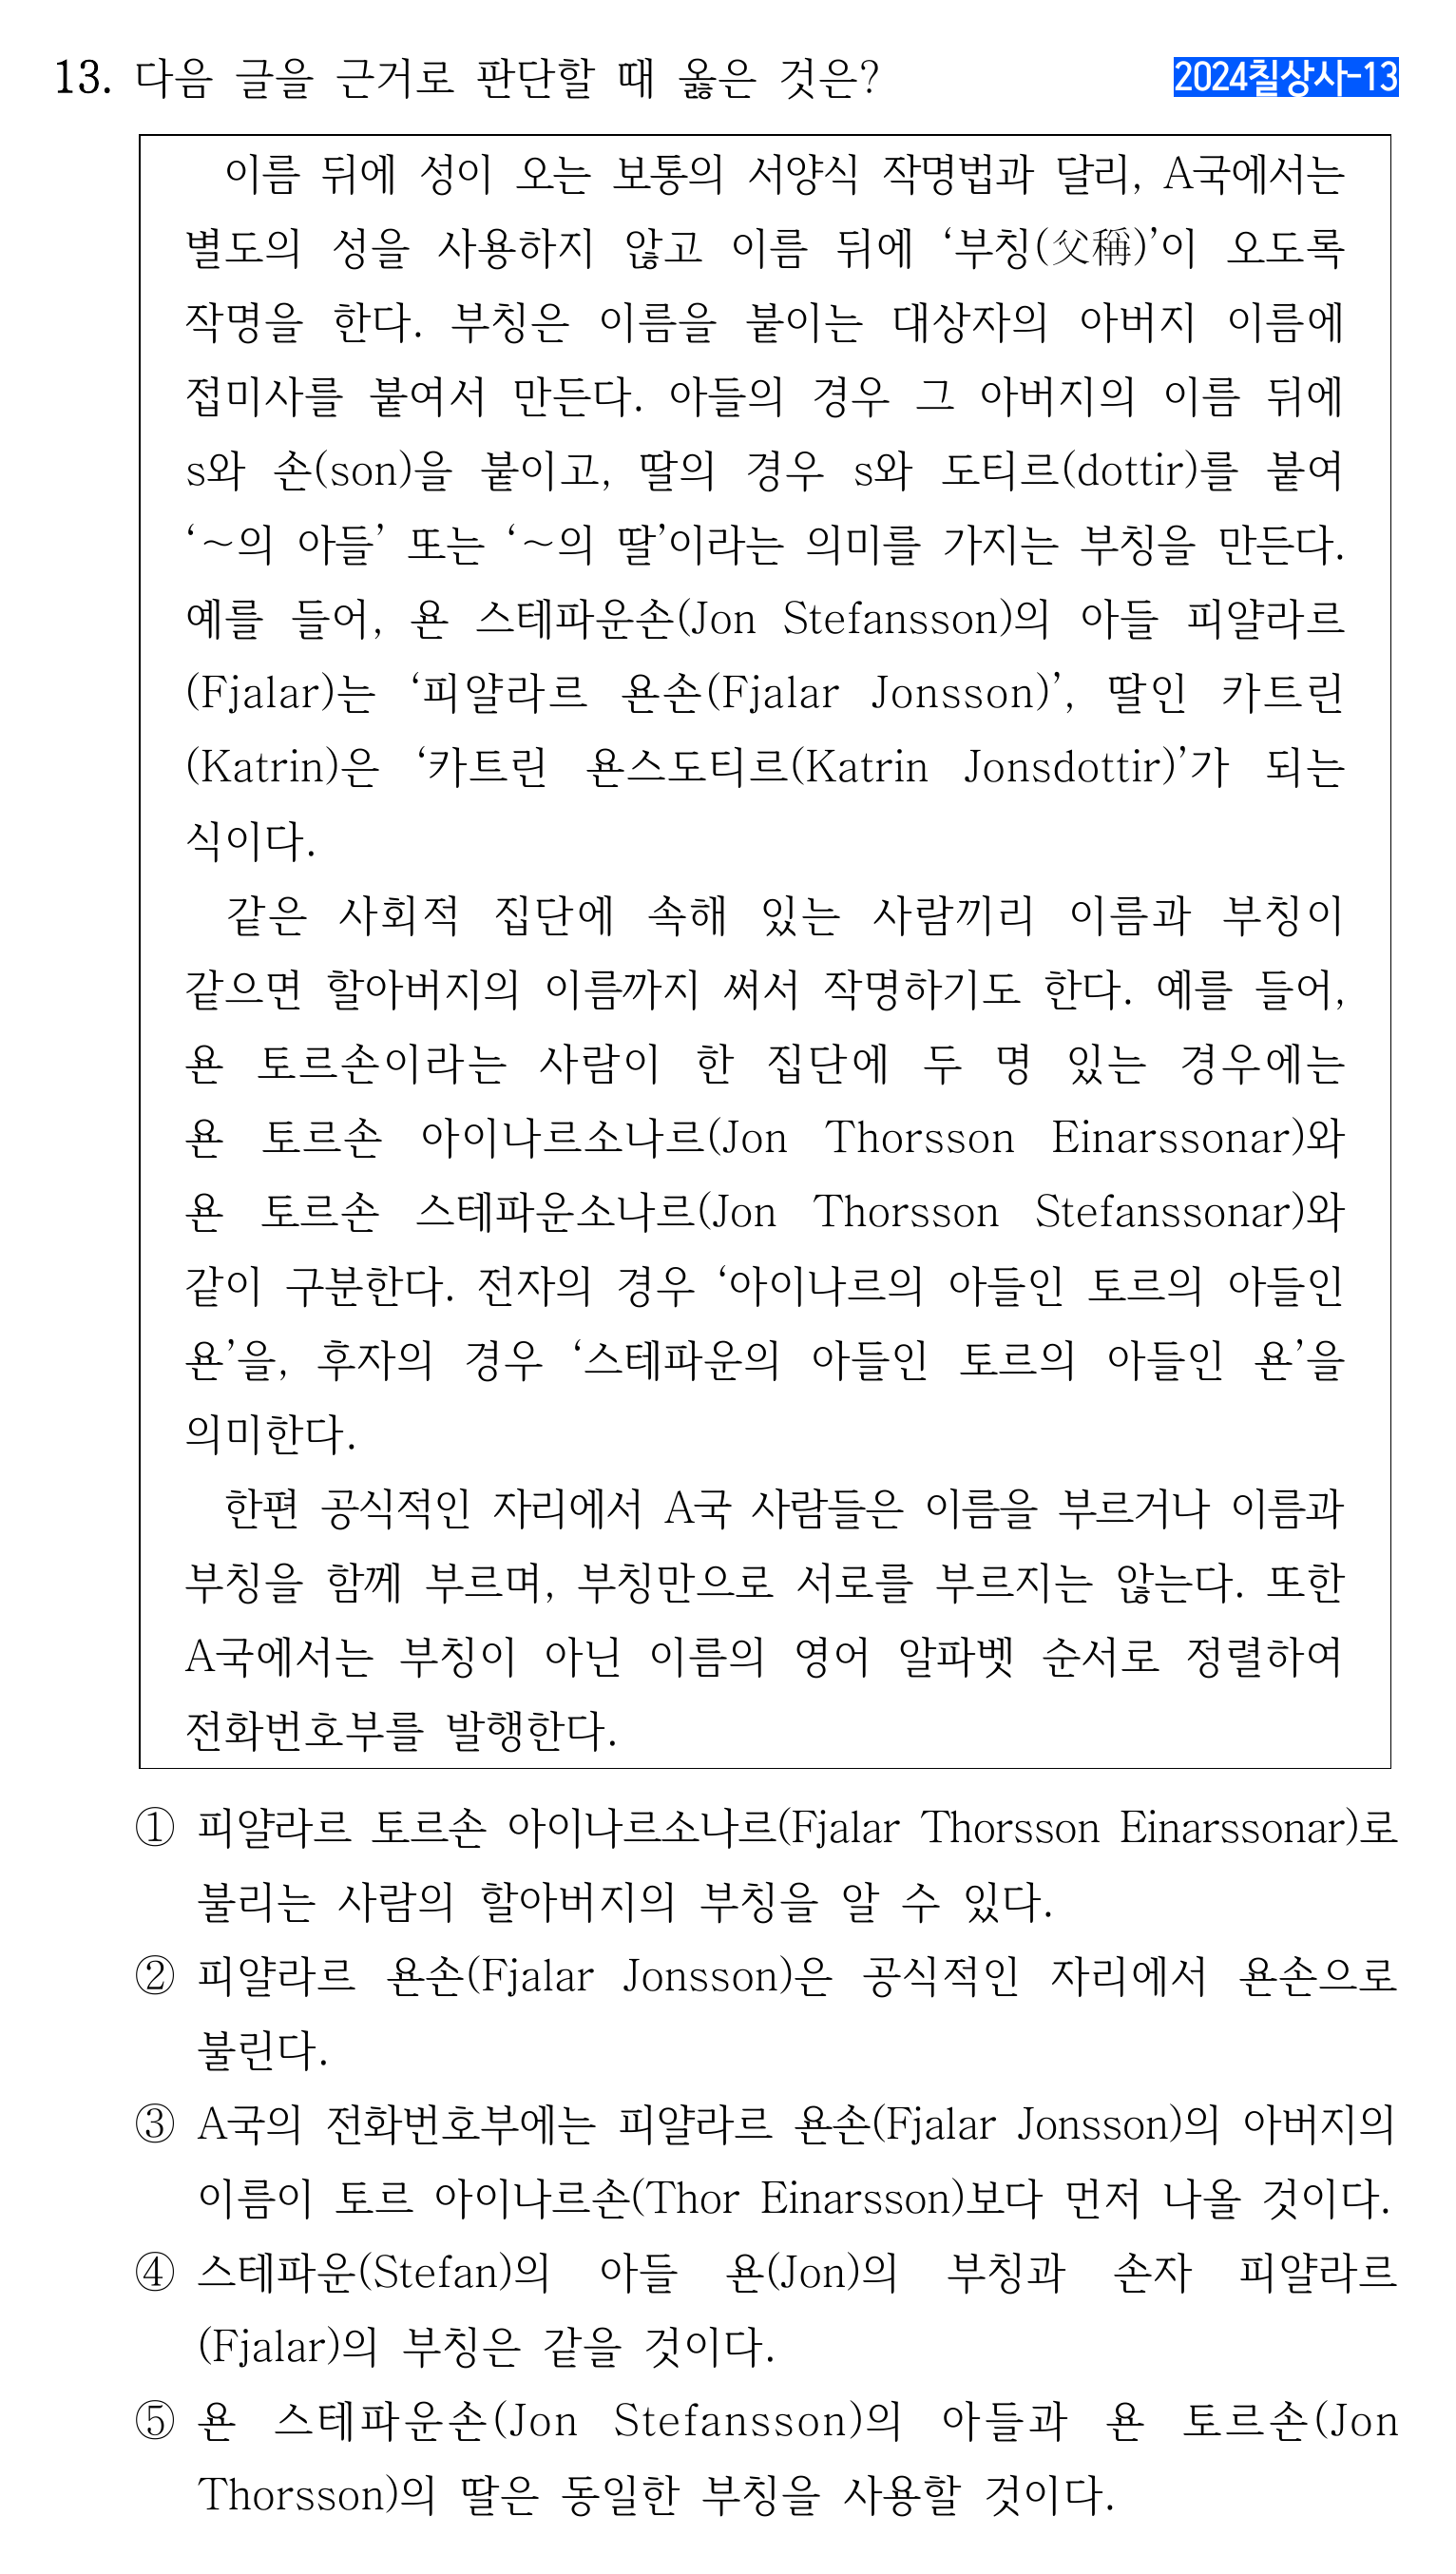 13. 다음 글을 근거로 판단할 때 옳은 것은?
2024칠상사-13
이름 뒤에 성이 오는 보통의 서양식 작명법과 달리, A국에서는
별도의 성을 사용하지 않고 이름 뒤에 ‘부칭(父稱)’이 오도록
작명을 한다. 부칭은 이름을 붙이는 대상자의 아버지 이름에
접미사를 붙여서 만든다. 아들의 경우 그 아버지의 이름 뒤에
s와 손(son)을 붙이고, 딸의 경우 s와 도티르(dottir)를 붙여
‘~의 아들’ 또는 ‘~의 딸’이라는 의미를 가지는 부칭을 만든다.
예를 들어, 욘 스테파운손(Jon Stefansson)의 아들 피얄라르
(Fjalar)는 ‘피얄라르 욘손(Fjalar Jonsson)’, 딸인 카트린
(Katrin)은 ‘카트린 욘스도티르(Katrin Jonsdottir)’가 되는
식이다.
같은 사회적 집단에 속해 있는 사람끼리 이름과 부칭이
같으면 할아버지의 이름까지 써서 작명하기도 한다. 예를 들어,
욘 토르손이라는 사람이 한 집단에 두 명 있는 경우에는
욘 토르손 아이나르소나르(Jon Thorsson Einarssonar)와
욘 토르손 스테파운소나르(Jon Thorsson Stefanssonar)와
같이 구분한다. 전자의 경우 ‘아이나르의 아들인 토르의 아들인
욘’을, 후자의 경우 ‘스테파운의 아들인 토르의 아들인 욘’을
의미한다.
한편 공식적인 자리에서 A국 사람들은 이름을 부르거나 이름과
부칭을 함께 부르며, 부칭만으로 서로를 부르지는 않는다. 또한
A국에서는 부칭이 아닌 이름의 영어 알파벳 순서로 정렬하여
전화번호부를 발행한다.
① 피얄라르 토르손 아이나르소나르(Fjalar Thorsson Einarssonar)로
불리는 사람의 할아버지의 부칭을 알 수 있다.
② 피얄라르 욘손(Fjalar Jonsson)은 공식적인 자리에서 욘손으로
불린다.
③ A국의 전화번호부에는 피얄라르 욘손(Fjalar Jonsson)의 아버지의
이름이 토르 아이나르손(Thor Einarsson)보다 먼저 나올 것이다.
④ 스테파운(Stefan)의 아들 욘(Jon)의 부칭과 손자 피얄라르
(Fjalar)의 부칭은 같을 것이다.
⑤ 욘 스테파운손(Jon Stefansson)의 아들과 욘 토르손(Jon
Thorsson)의 딸은 동일한 부칭을 사용할 것이다.